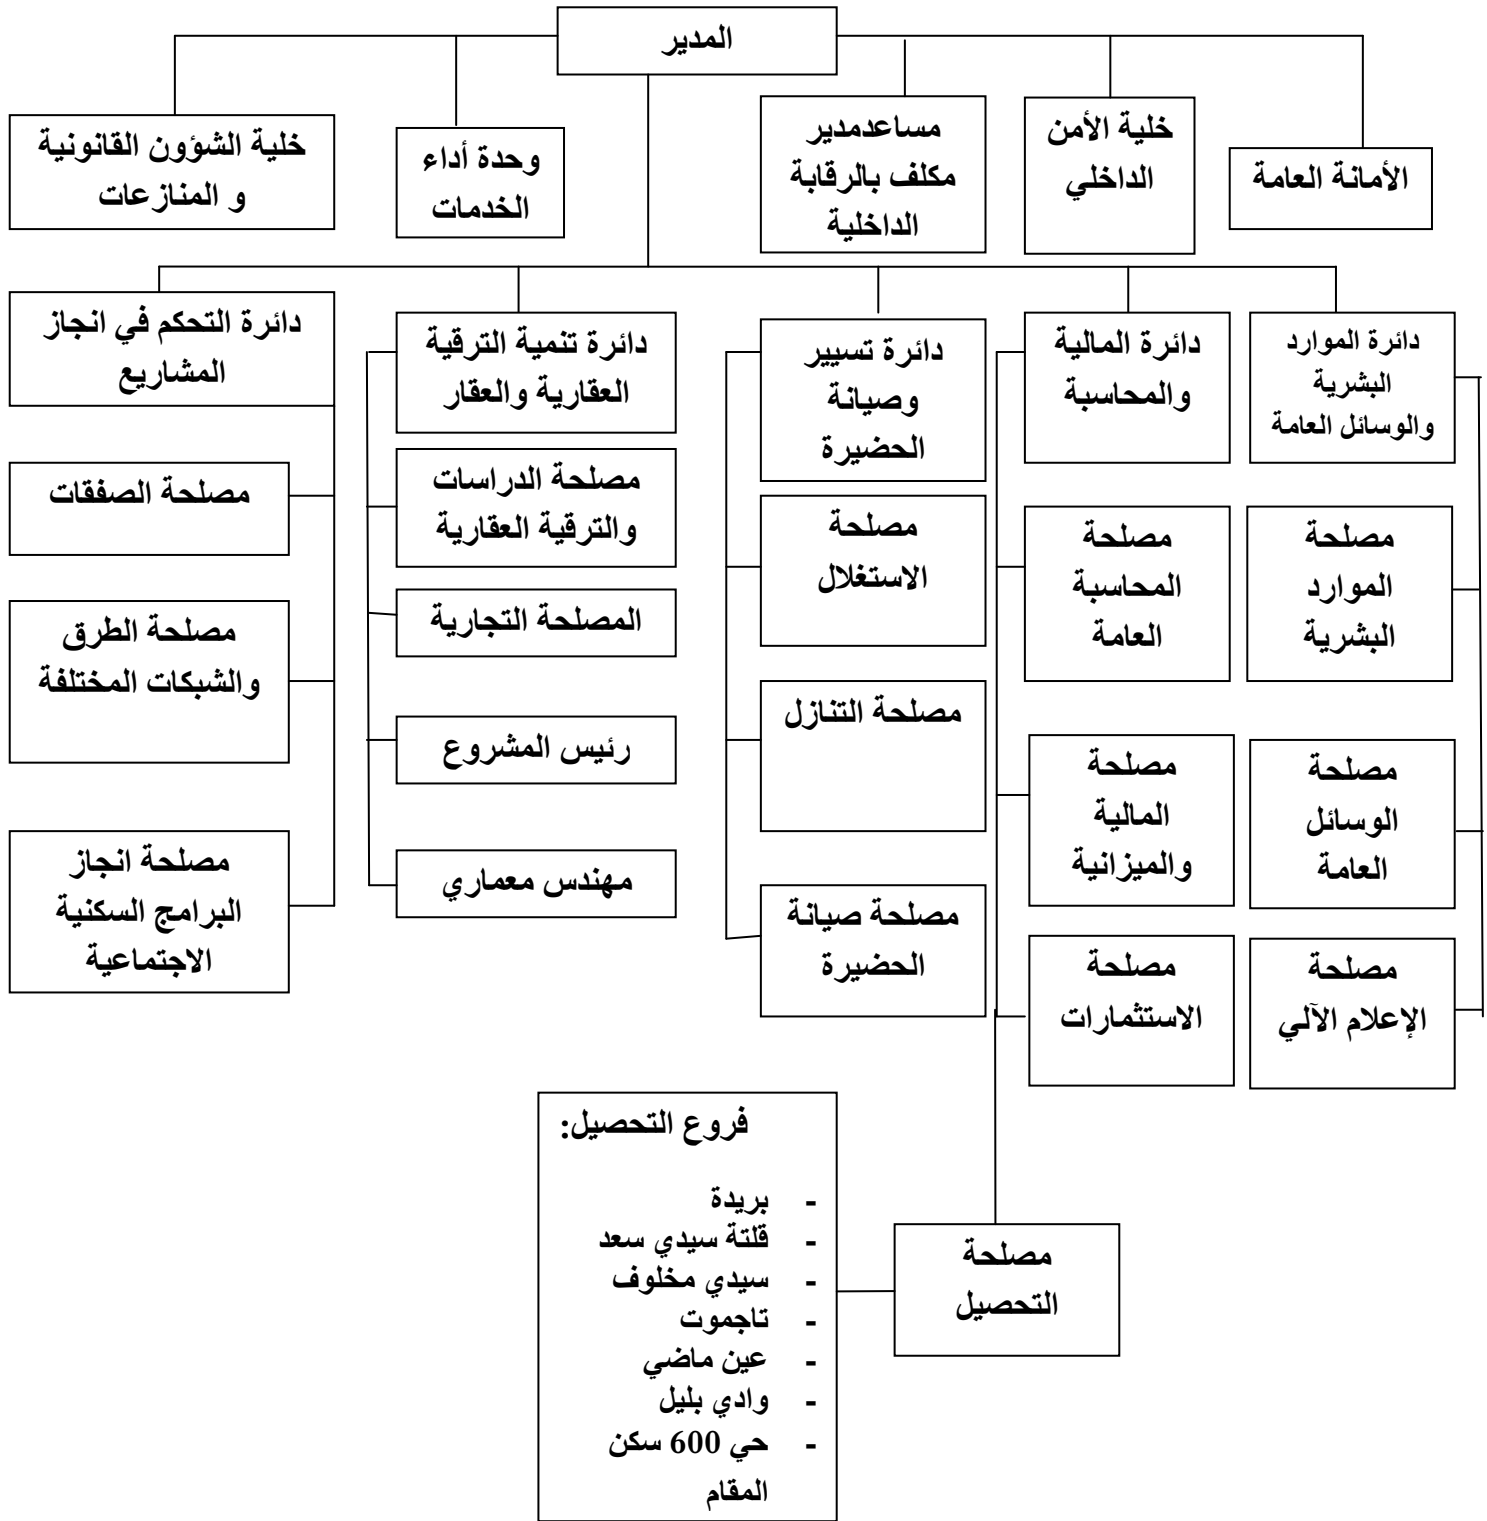 المدير
الأمانة العامة
خلية الأمن
الداخلي
مساعدمدير
مكلف بالرقابة
الداخلية
وحدة أداء
الخدمات
خلية الشؤون القانونية
و المنازعات
دائرة الموارد
البشرية
والوسائل العامة
دائرة المالية
والمحاسبة
دائرة تسيير
وصيانة
الحضيرة
دائرة تنمية الترقية
العقارية والعقار
دائرة التحكم في انجاز
المشاريع
مصلحة
الموارد
البشرية
مصلحة
المحاسبة
العامة
مصلحة
الاستغلال
مصلحة الدراسات
والترقية العقارية
مصلحة الصفقات
المصلحة التجارية
مصلحة الطرق
والشبكات المختلفة
مصلحة
الوسائل
العامة
مصلحة
المالية
والميزانية
مصلحة التنازل
رئيس المشروع
مصلحة انجاز
البرامج السكنية
الاجتماعية
مهندس معماري
مصلحة
الإعلام الآلي
مصلحة
الاستثمارات
مصلحة صيانة
الحضيرة
مصلحة
التحصيل
فروع التحصيل:
- بريدة
- قلتة سيدي سعد
- سيدي مخلوف
- تاجموت
- عين ماضي
- وادي بليل
- حي 600 سكن
المقام